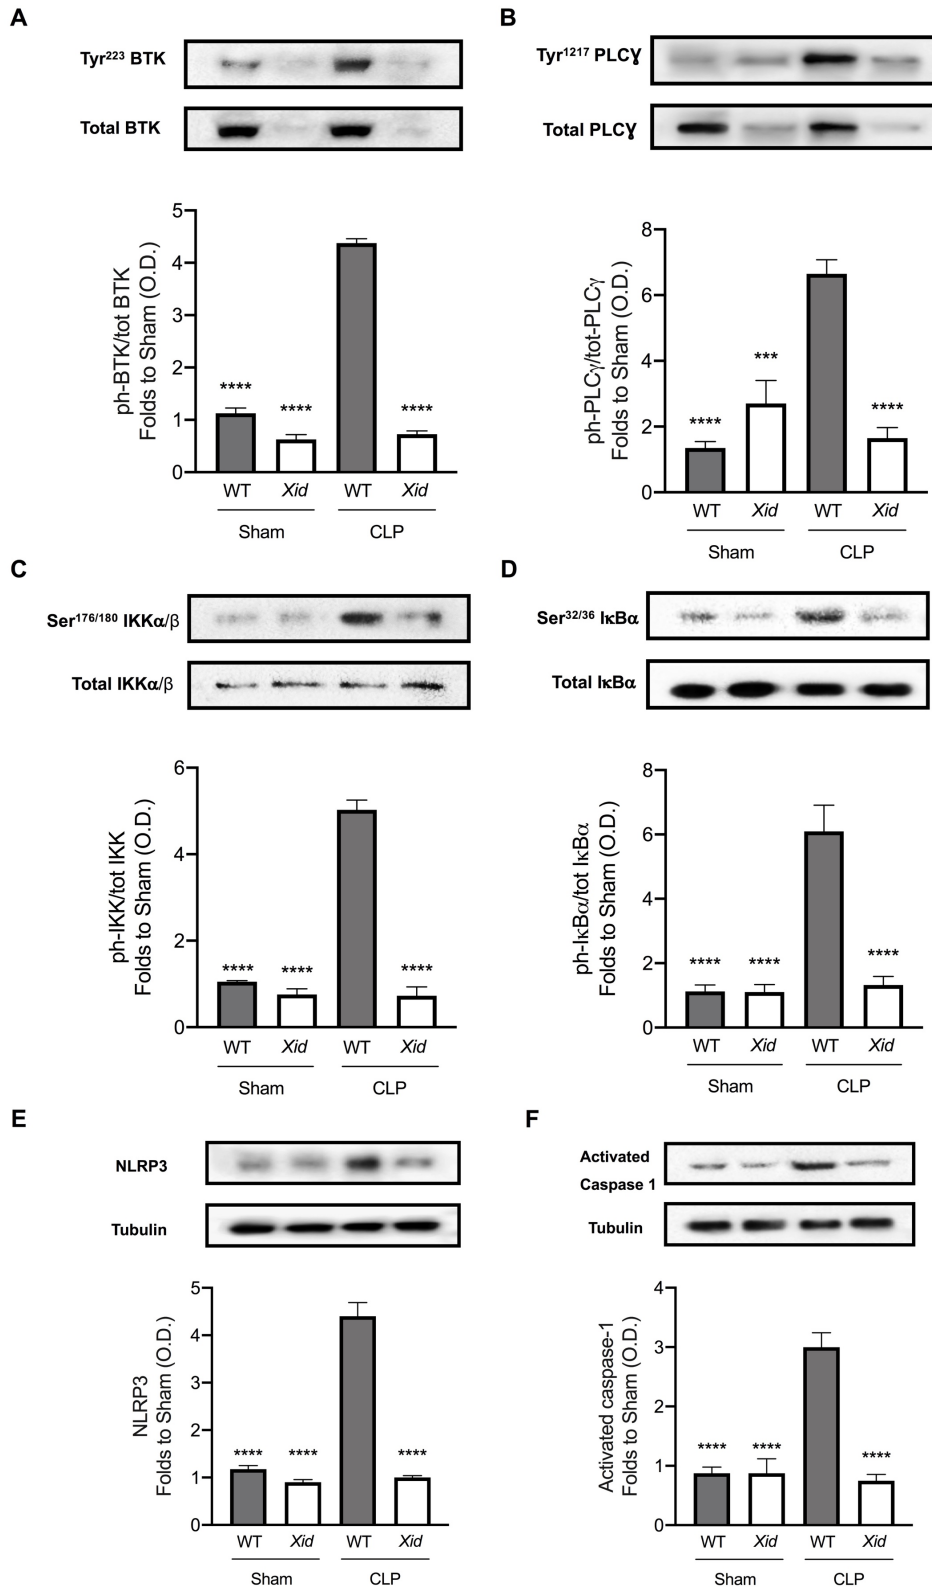 A
Tyr²²³ BTK
Total BTK
ph-BTK/tot BTK
Folds to Sham (O.D.)
5
4
3
2
1
0
****
****
****
WT
Xid
WT
Xid
Sham
CLP
B
Tyr¹²¹⁷ PLCɣ
Total PLCɣ
ph-PLCγ/tot-PLCγ
Folds to Sham (O.D.)
8
6
4
2
0
****
***
****
WT
Xid
WT
Xid
Sham
CLP
C
Ser¹⁷⁶/¹⁸⁰ IKKα/β
Total IKKα/β
ph-IKK/tot IKK
Folds to Sham (O.D.)
6
4
2
0
****
****
****
WT
Xid
WT
Xid
Sham
CLP
D
Ser³²/³⁶ IκBα
Total IκBα
ph-IκBα/tot IκBα
Folds to Sham (O.D.)
8
6
4
2
0
****
****
****
WT
Xid
WT
Xid
Sham
CLP
E
NLRP3
Tubulin
NLRP3
Folds to Sham (O.D.)
5
4
3
2
1
0
****
****
****
WT
Xid
WT
Xid
Sham
CLP
F
Activated
Caspase 1
Tubulin
Activated caspase-1
Folds to Sham (O.D.)
4
3
2
1
0
****
****
****
WT
Xid
WT
Xid
Sham
CLP